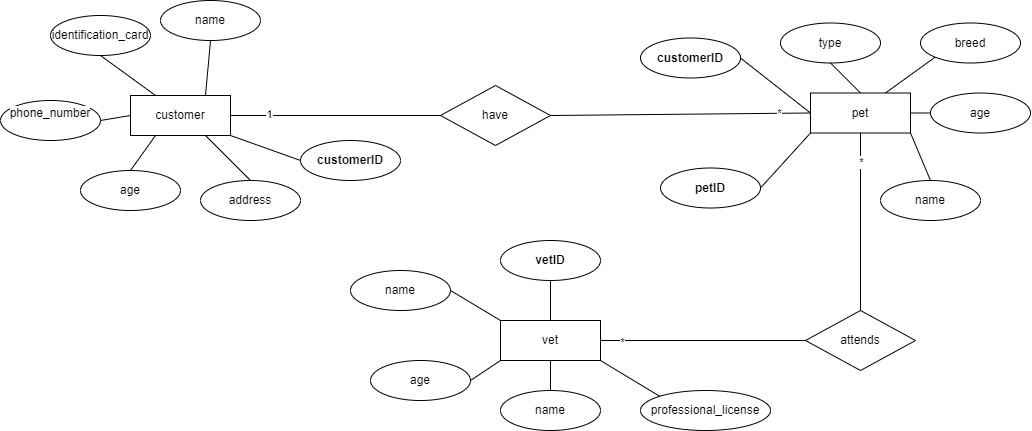 name
identification_card
type
breed
customerID
phone_number
customer
1
have
*
pet
age
customerID
*
age
address
petID
name
vetID
name
vet
*
attends
age
name
professional_license